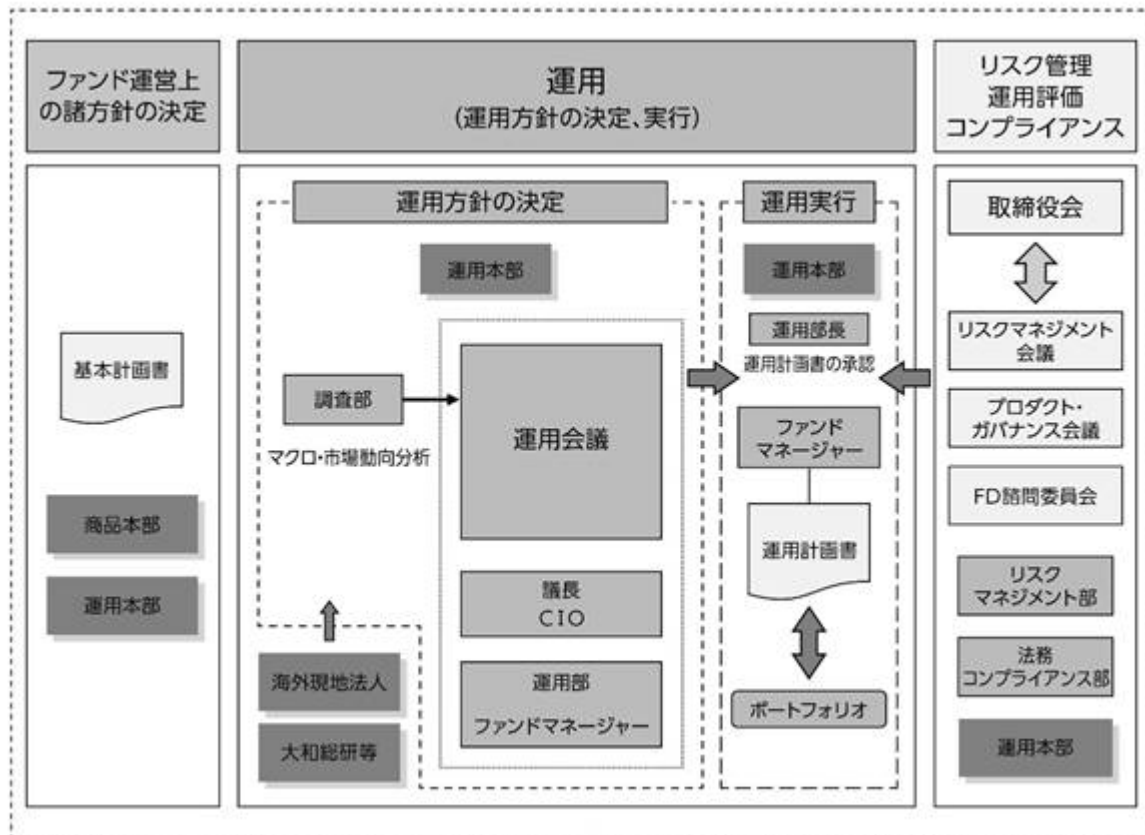 ファンド運営上
の諸方針の決定
運用
(運用方針の決定、実行)
リスク管理
運用評価
コンプライアンス
基本計画書
商品本部
運用本部
運用方針の決定
運用本部
調査部
マクロ・市場動向分析
運用会議
議長
CIO
運用部
ファンドマネージャー
海外現地法人
大和総研等
運用実行
運用本部
運用部長
運用計画書の承認
ファンド
マネージャー
運用計画書
ポートフォリオ
取締役会
リスクマネジメント
会議
プロダクト・
ガバナンス会議
FD諮問委員会
リスク
マネジメント部
法務
コンプライアンス部
運用本部